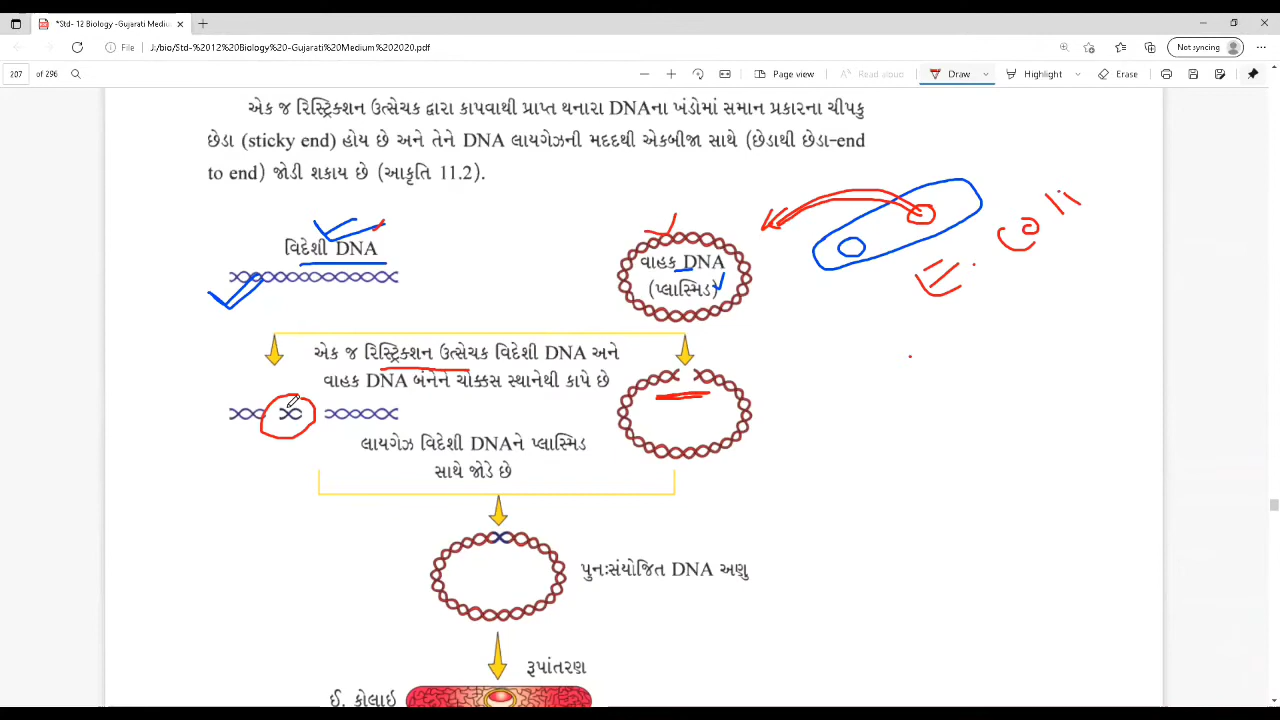 *Std- 12 Biology -Gujarati Medium
File
J:/bio/Std-%2012%20Biology%20-Gujarati%20Medium%202020.pdf
Not syncing
207 of 296
Page view
Read aloud
Draw
Highlight
Erase
એક જ રિસ્ટ્રિક્શન ઉત્સેચક દ્વારા કાપવાથી પ્રાપ્ત થનારા DNAના ખંડોમાં સમાન પ્રકારના ચીપકુ
છેડા (sticky end) હોય છે અને તેને DNA લાયગેઝની મદદથી એકબીજા સાથે (છેડાથી છેડા-end
to end) જોડી શકાય છે (આકૃતિ 11.2).
વિદેશી DNA
વાહક DNA
(પ્લાસ્મિડ)
E. coli
એક જ રિસ્ટ્રિક્શન ઉત્સેચક વિદેશી DNA અને
વાહક DNA બંનેને ચોક્કસ સ્થાનેથી કાપે છે
લાયગેઝ વિદેશી DNAને પ્લાસ્મિડ
સાથે જોડે છે
પુનઃસંયોજિત DNA અણુ
રૂપાંતરણ
ઈ. કોલાઈ